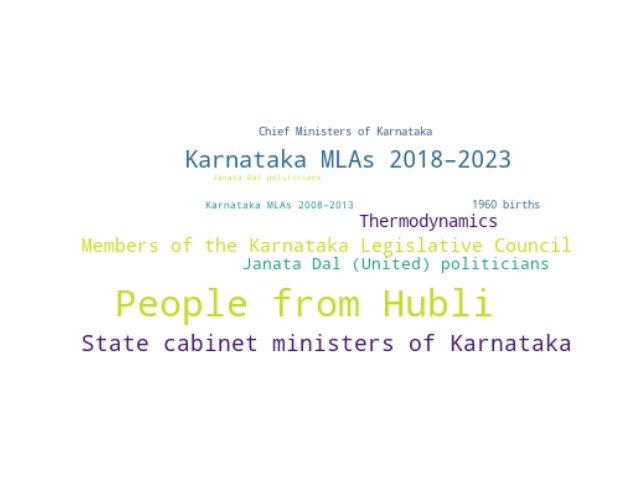 Chief Ministers of Karnataka
Karnataka MLAs 2018–2023
Janata Dal politicians
Karnataka MLAs 2008–2013
1960 births
Thermodynamics
Members of the Karnataka Legislative Council
Janata Dal (United) politicians
People from Hubli
State cabinet ministers of Karnataka